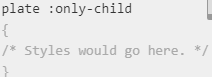 plate :only-child
{
/* Styles would go here. */
}